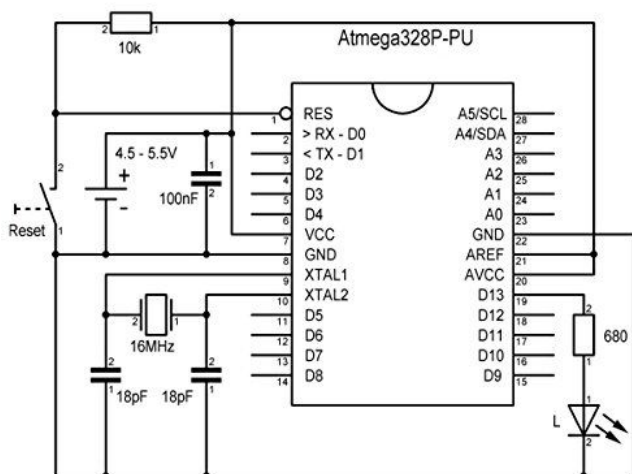 2
1
10k
Atmega328P-PU
1
RES
A5/SCL
28
2
> RX - D0
A4/SDA
27
3
< TX - D1
A3
26
4
D2
A2
25
5
D3
A1
24
6
D4
A0
23
7
VCC
GND
22
8
GND
AREF
21
9
XTAL1
AVCC
20
10
XTAL2
D13
19
11
D5
D12
18
12
D6
D11
17
13
D7
D10
16
14
D8
D9
15
2
Reset
1
4.5 - 5.5V
+
-
1
100nF
2
2
1
16MHz
2
18pF
1
2
18pF
1
2
680
1
1
L
2